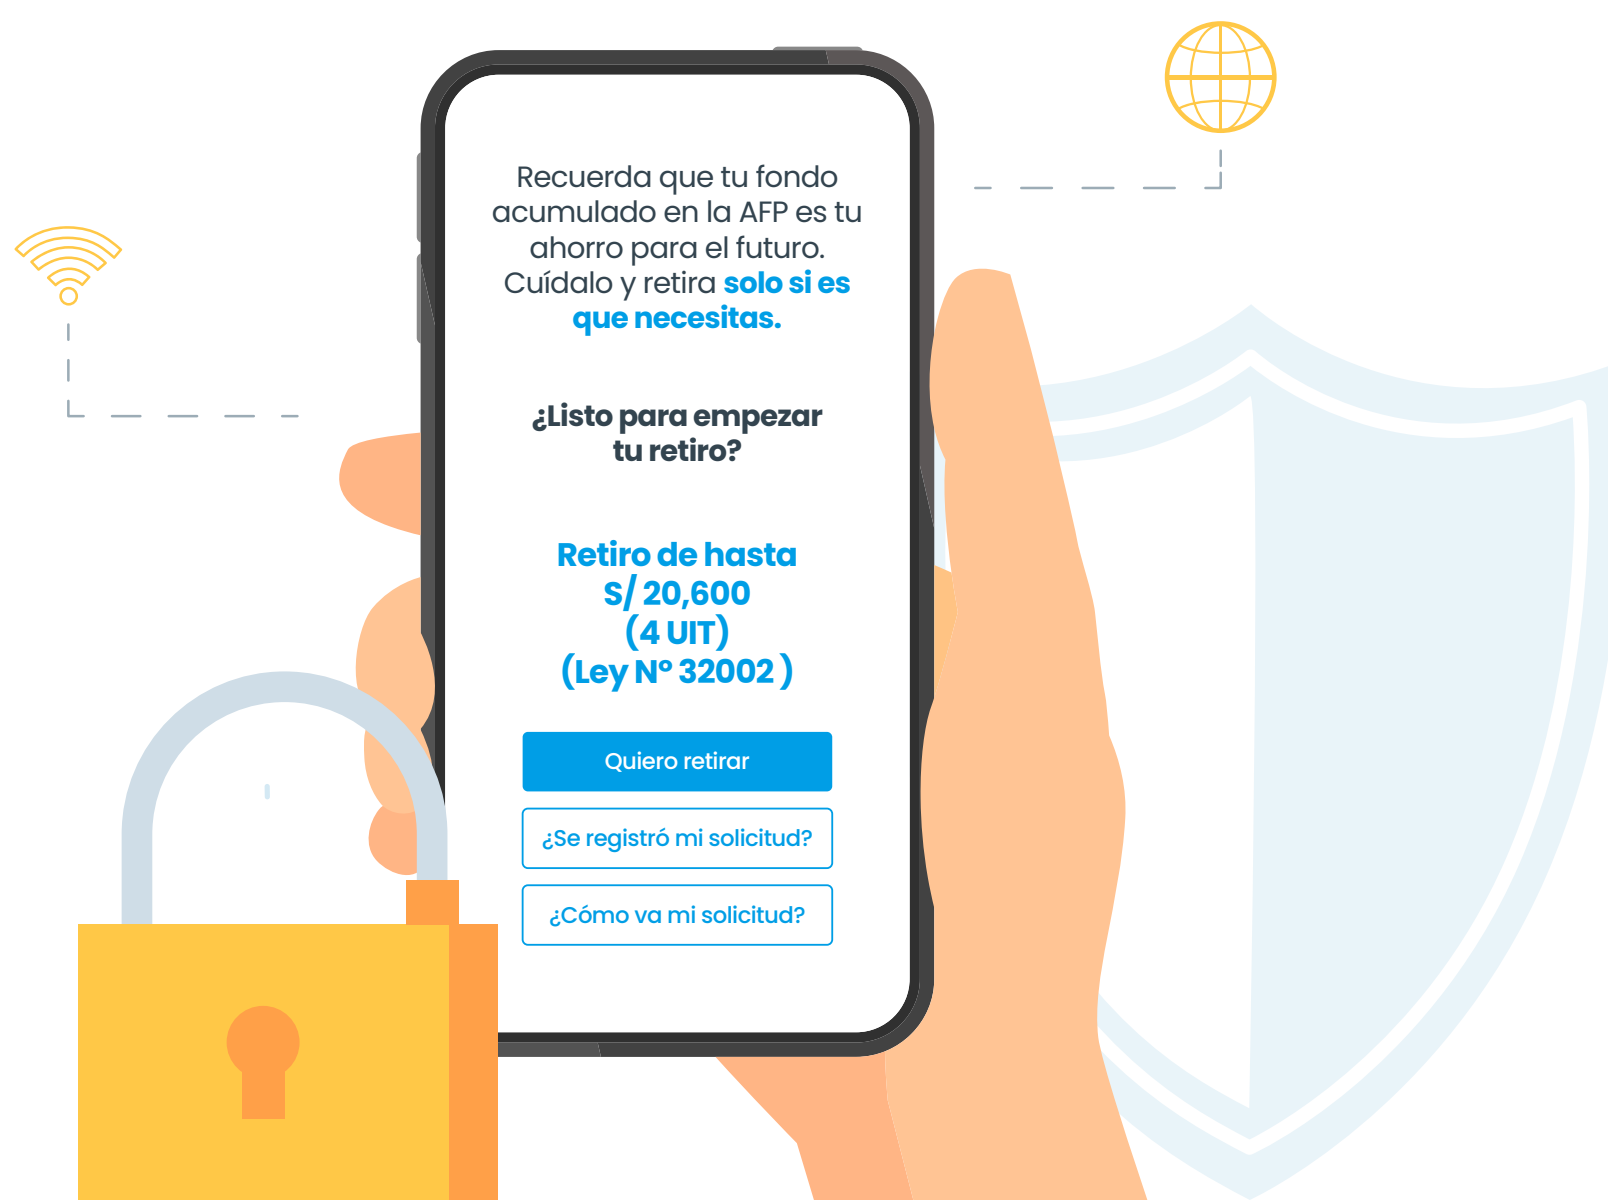 Recuerda que tu fondo
acumulado en la AFP es tu
ahorro para el futuro.
Cuídalo y retira solo si es
que necesitas.
¿Listo para empezar
tu retiro?
Retiro de hasta
S/ 20,600
(4 UIT)
(Ley Nº 32002 )
Quiero retirar
¿Se registró mi solicitud?
¿Cómo va mi solicitud?